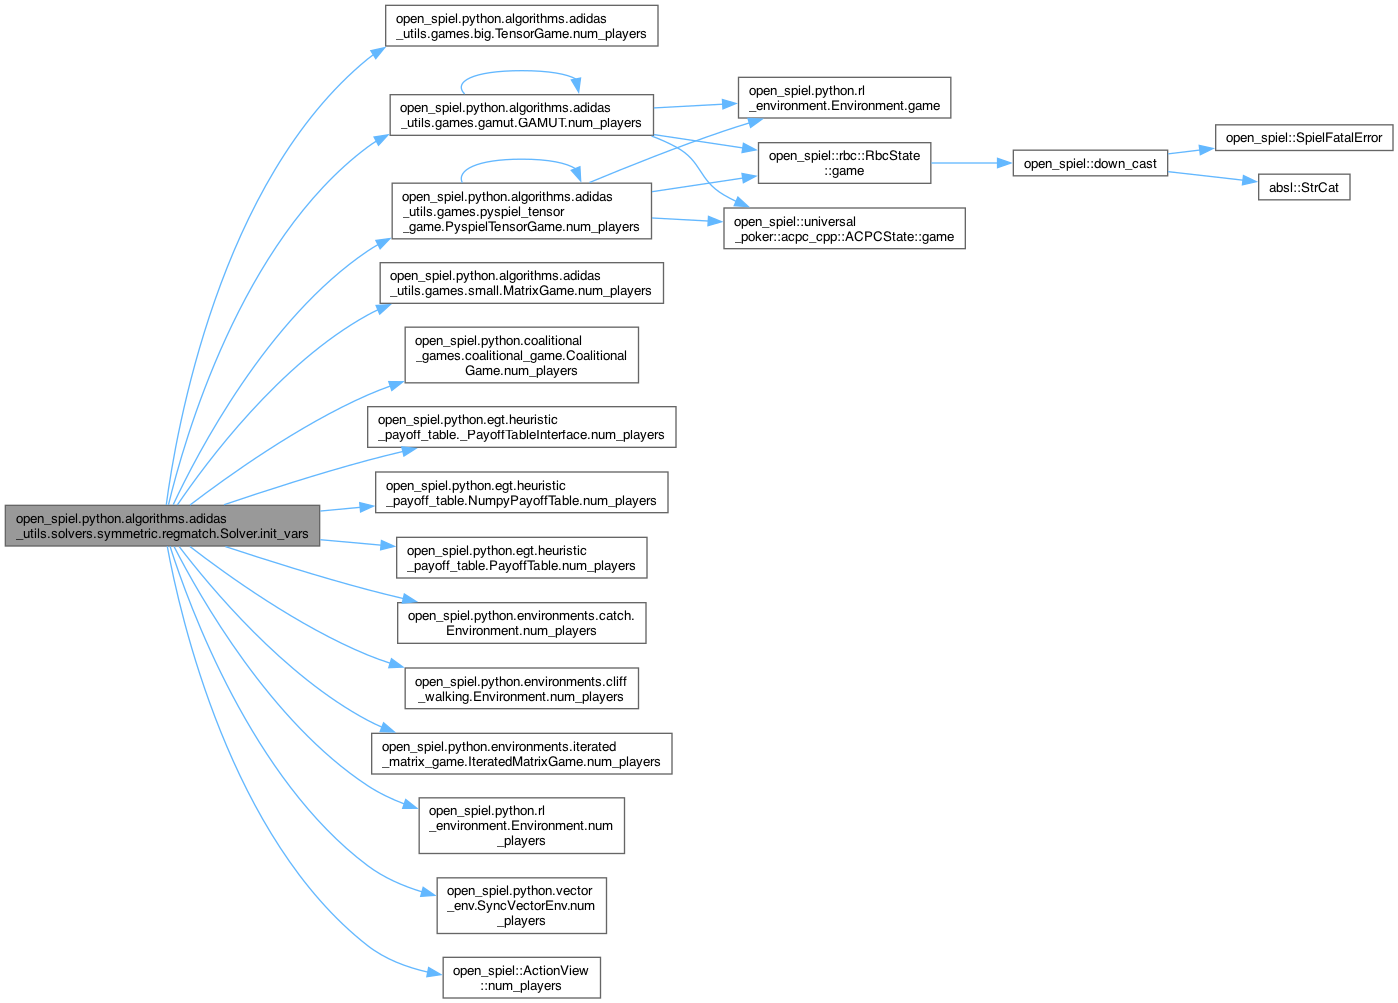 open_spiel.python.algorithms.adidas
_utils.games.big.TensorGame.num_players
open_spiel.python.algorithms.adidas
_utils.games.gamut.GAMUT.num_players
open_spiel.python.rl
_environment.Environment.game
open_spiel::SpielFatalError
open_spiel::rbc::RbcState
::game
open_spiel::down_cast
absl::StrCat
open_spiel.python.algorithms.adidas
_utils.games.pyspiel_tensor
_game.PyspielTensorGame.num_players
open_spiel::universal
_poker::acpc_cpp::ACPCState::game
open_spiel.python.algorithms.adidas
_utils.games.small.MatrixGame.num_players
open_spiel.python.coalitional
_games.coalitional_game.Coalitional
Game.num_players
open_spiel.python.egt.heuristic
_payoff_table._PayoffTableInterface.num_players
open_spiel.python.egt.heuristic
_payoff_table.NumpyPayoffTable.num_players
open_spiel.python.algorithms.adidas
_utils.solvers.symmetric.regmatch.Solver.init_vars
open_spiel.python.egt.heuristic
_payoff_table.PayoffTable.num_players
open_spiel.python.environments.catch.
Environment.num_players
open_spiel.python.environments.cliff
_walking.Environment.num_players
open_spiel.python.environments.iterated
_matrix_game.IteratedMatrixGame.num_players
open_spiel.python.rl
_environment.Environment.num
_players
open_spiel.python.vector
_env.SyncVectorEnv.num
_players
open_spiel::ActionView
::num_players